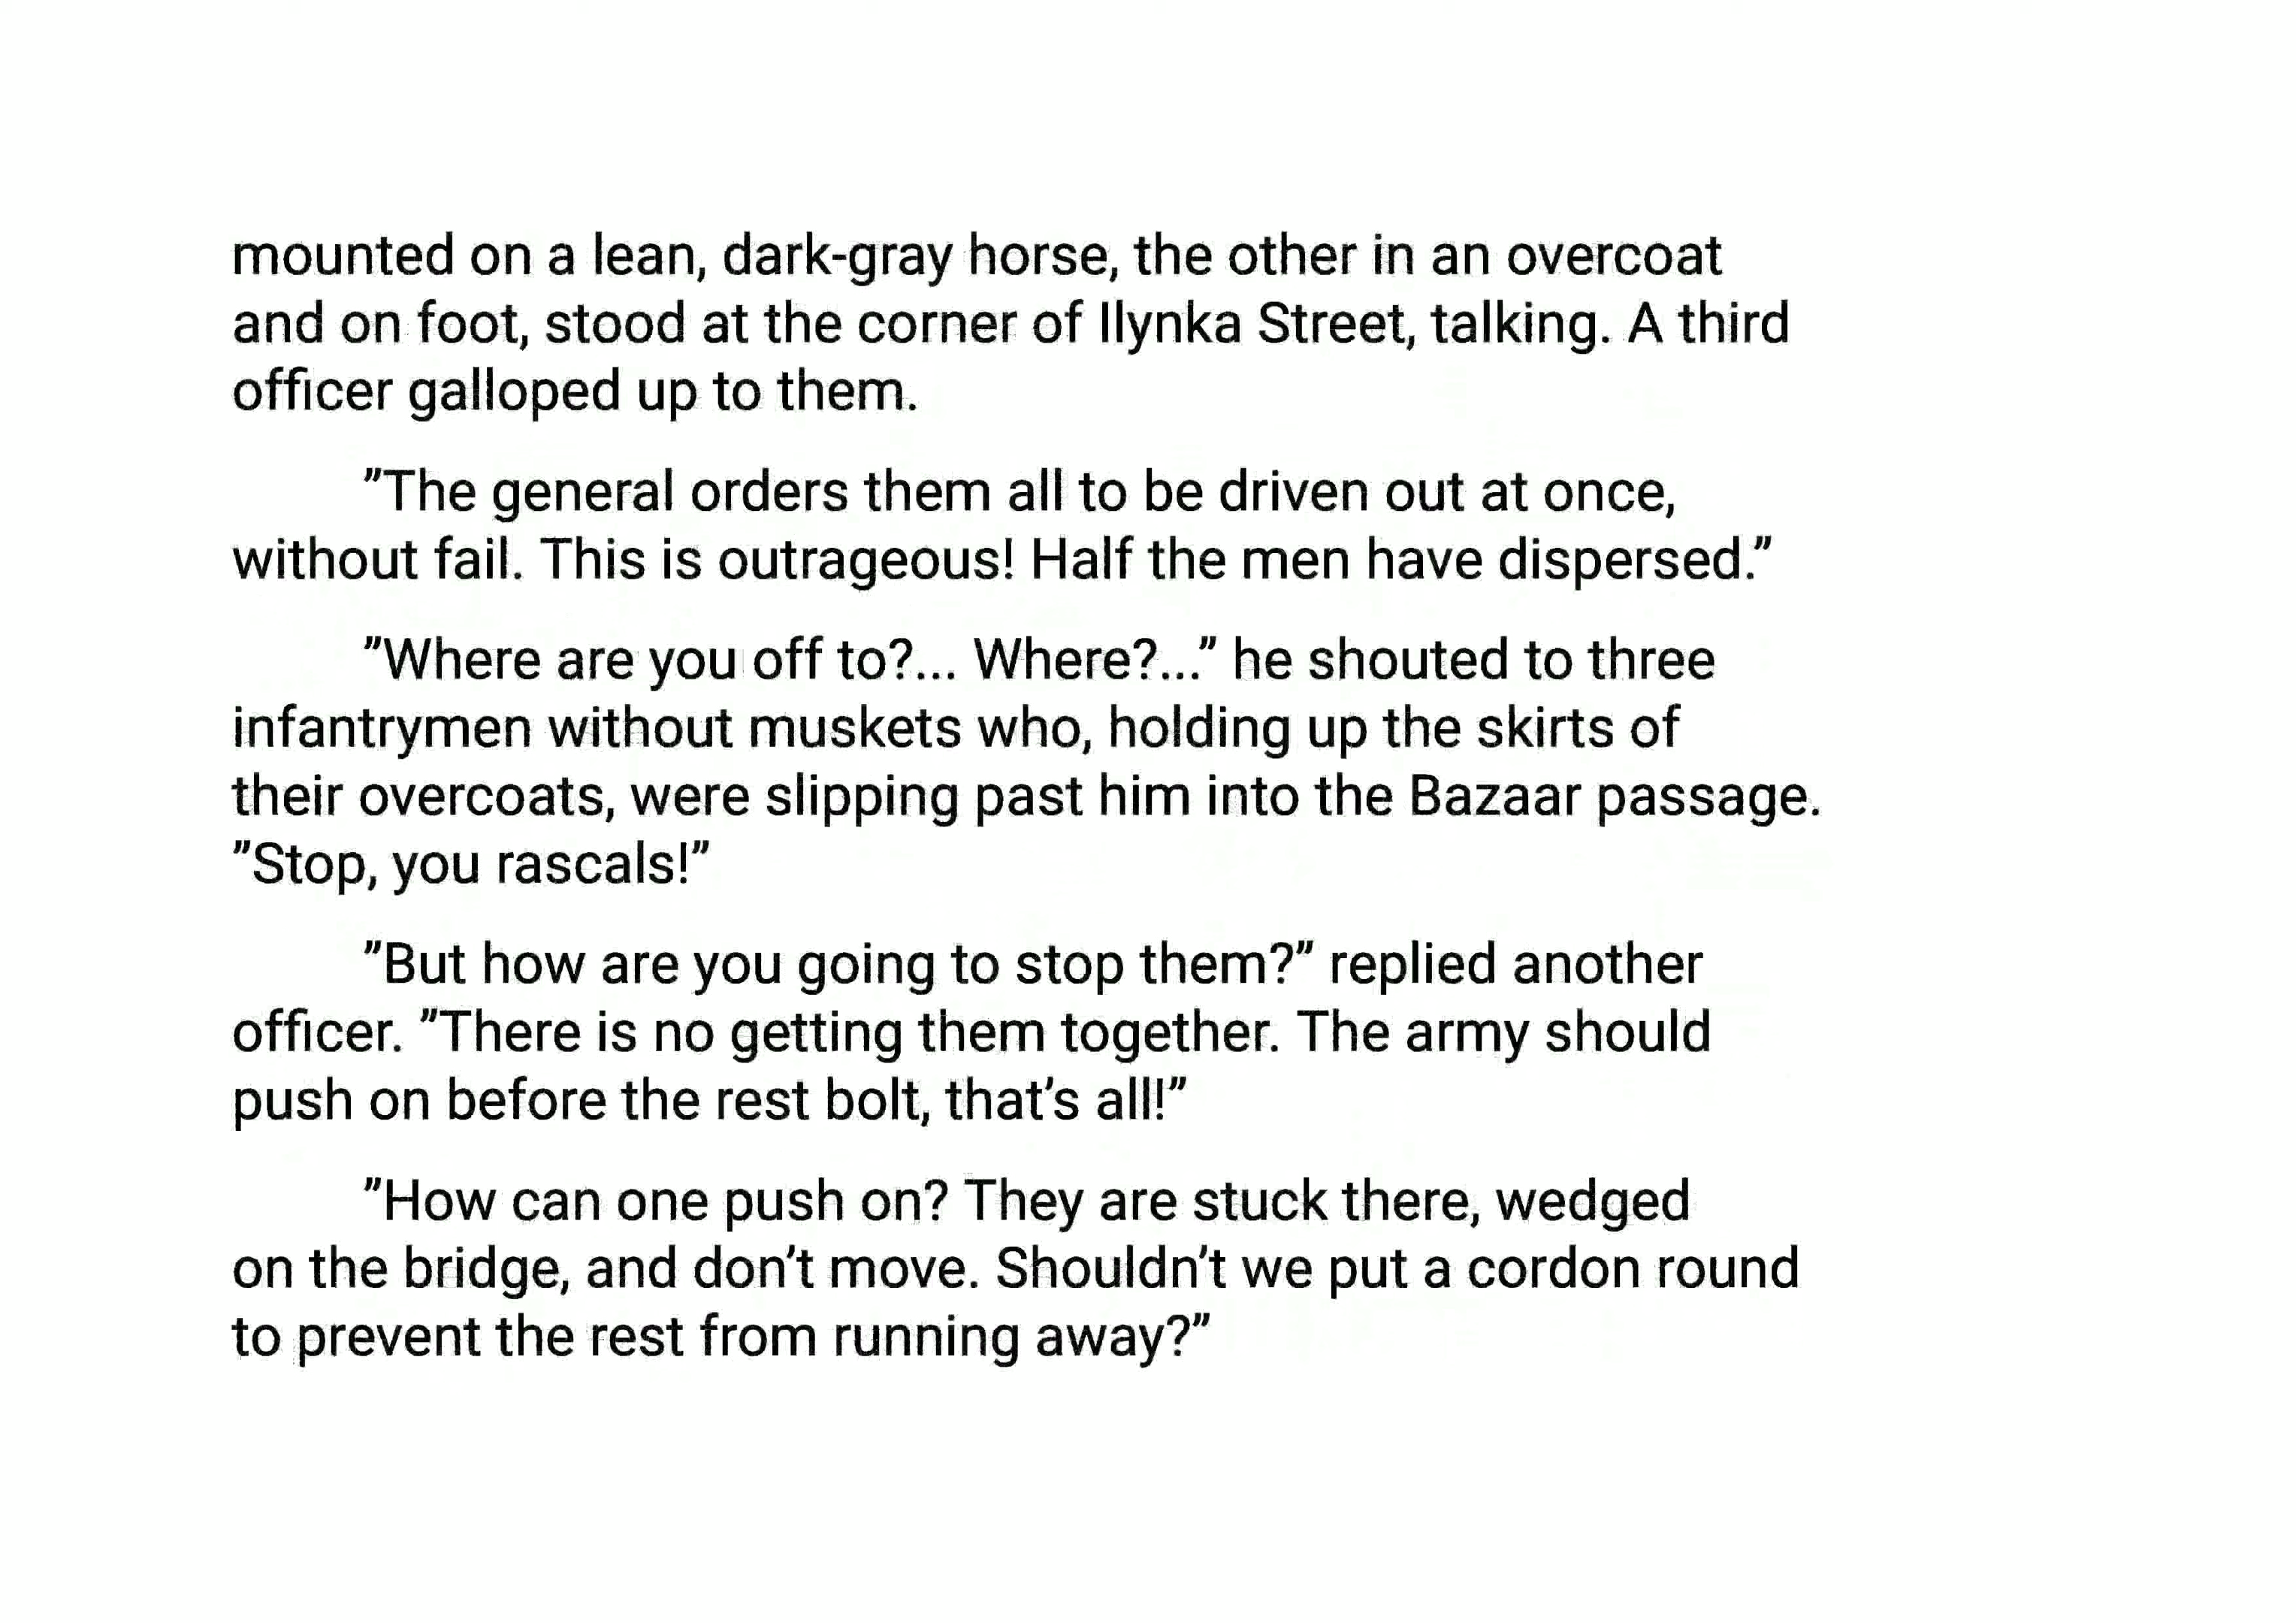 mounted on a lean, dark-gray horse, the other in an overcoat
and on foot, stood at the corner of Ilynka Street, talking. A third
officer galloped up to them.
”The general orders them all to be driven out at once,
without fail. This is outrageous! Half the men have dispersed.”
”Where are you off to?... Where?...” he shouted to three
infantrymen without muskets who, holding up the skirts of
their overcoats, were slipping past him into the Bazaar passage.
”Stop, you rascals!”
”But how are you going to stop them?” replied another
officer. ”There is no getting them together. The army should
push on before the rest bolt, that’s all!”
”How can one push on? They are stuck there, wedged
on the bridge, and don’t move. Shouldn’t we put a cordon round
to prevent the rest from running away?”